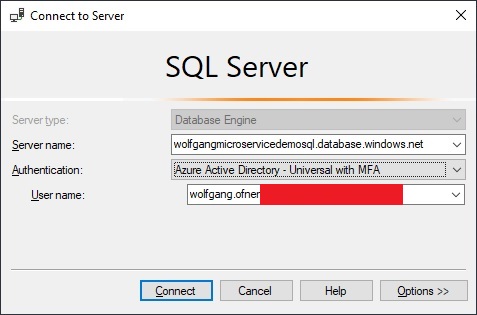 Connect to Server
SQL Server
Server type: Database Engine
Server name: wolfgangmicroservicedemosql.database.windows.net
Authentication: Azure Active Directory - Universal with MFA
User name: wolfgang.ofner
Connect Cancel Help Options >>